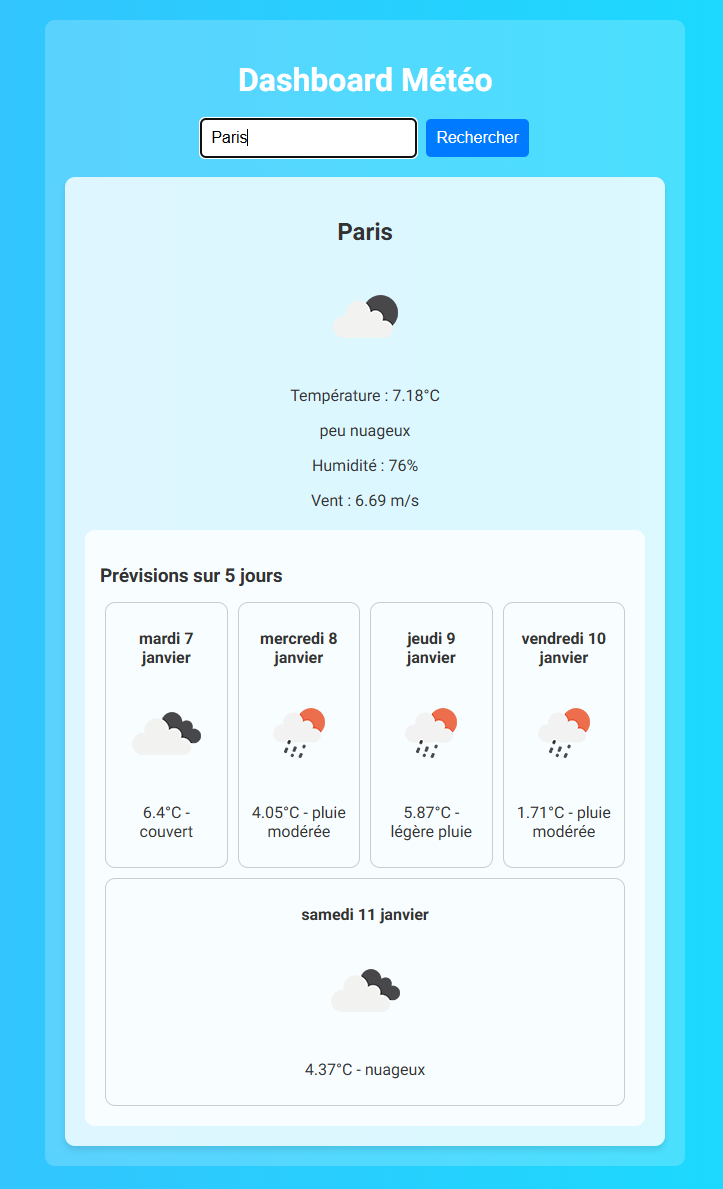 Dashboard Météo
Paris
Rechercher
Paris
Température : 7.18°C
peu nuageux
Humidité : 76%
Vent : 6.69 m/s
Prévisions sur 5 jours
mardi 7
janvier
6.4°C -
couvert
mercredi 8
janvier
4.05°C - pluie
modérée
jeudi 9
janvier
5.87°C -
légère pluie
vendredi 10
janvier
1.71°C - pluie
modérée
samedi 11 janvier
4.37°C - nuageux